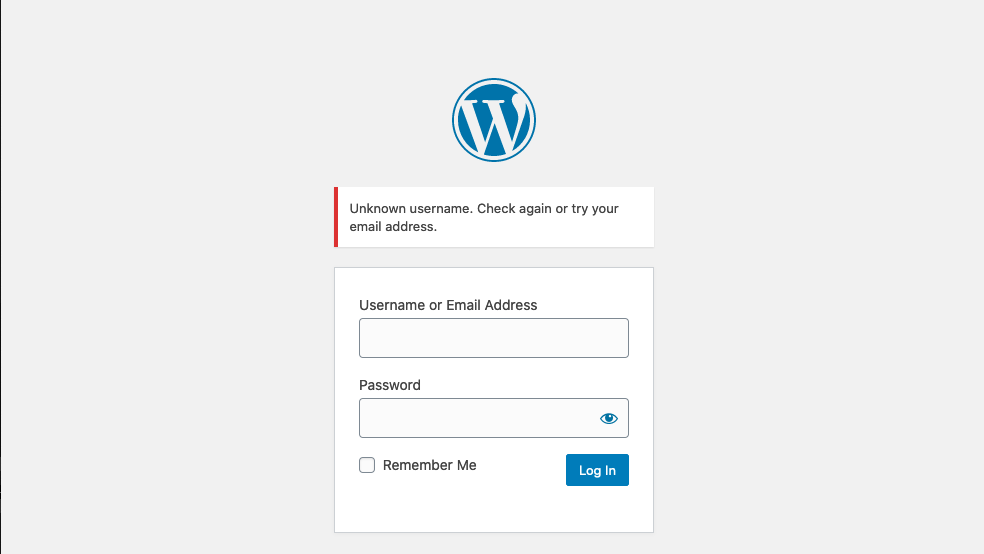 Unknown username. Check again or try your
email address.
Username or Email Address
Password
Remember Me
Log In